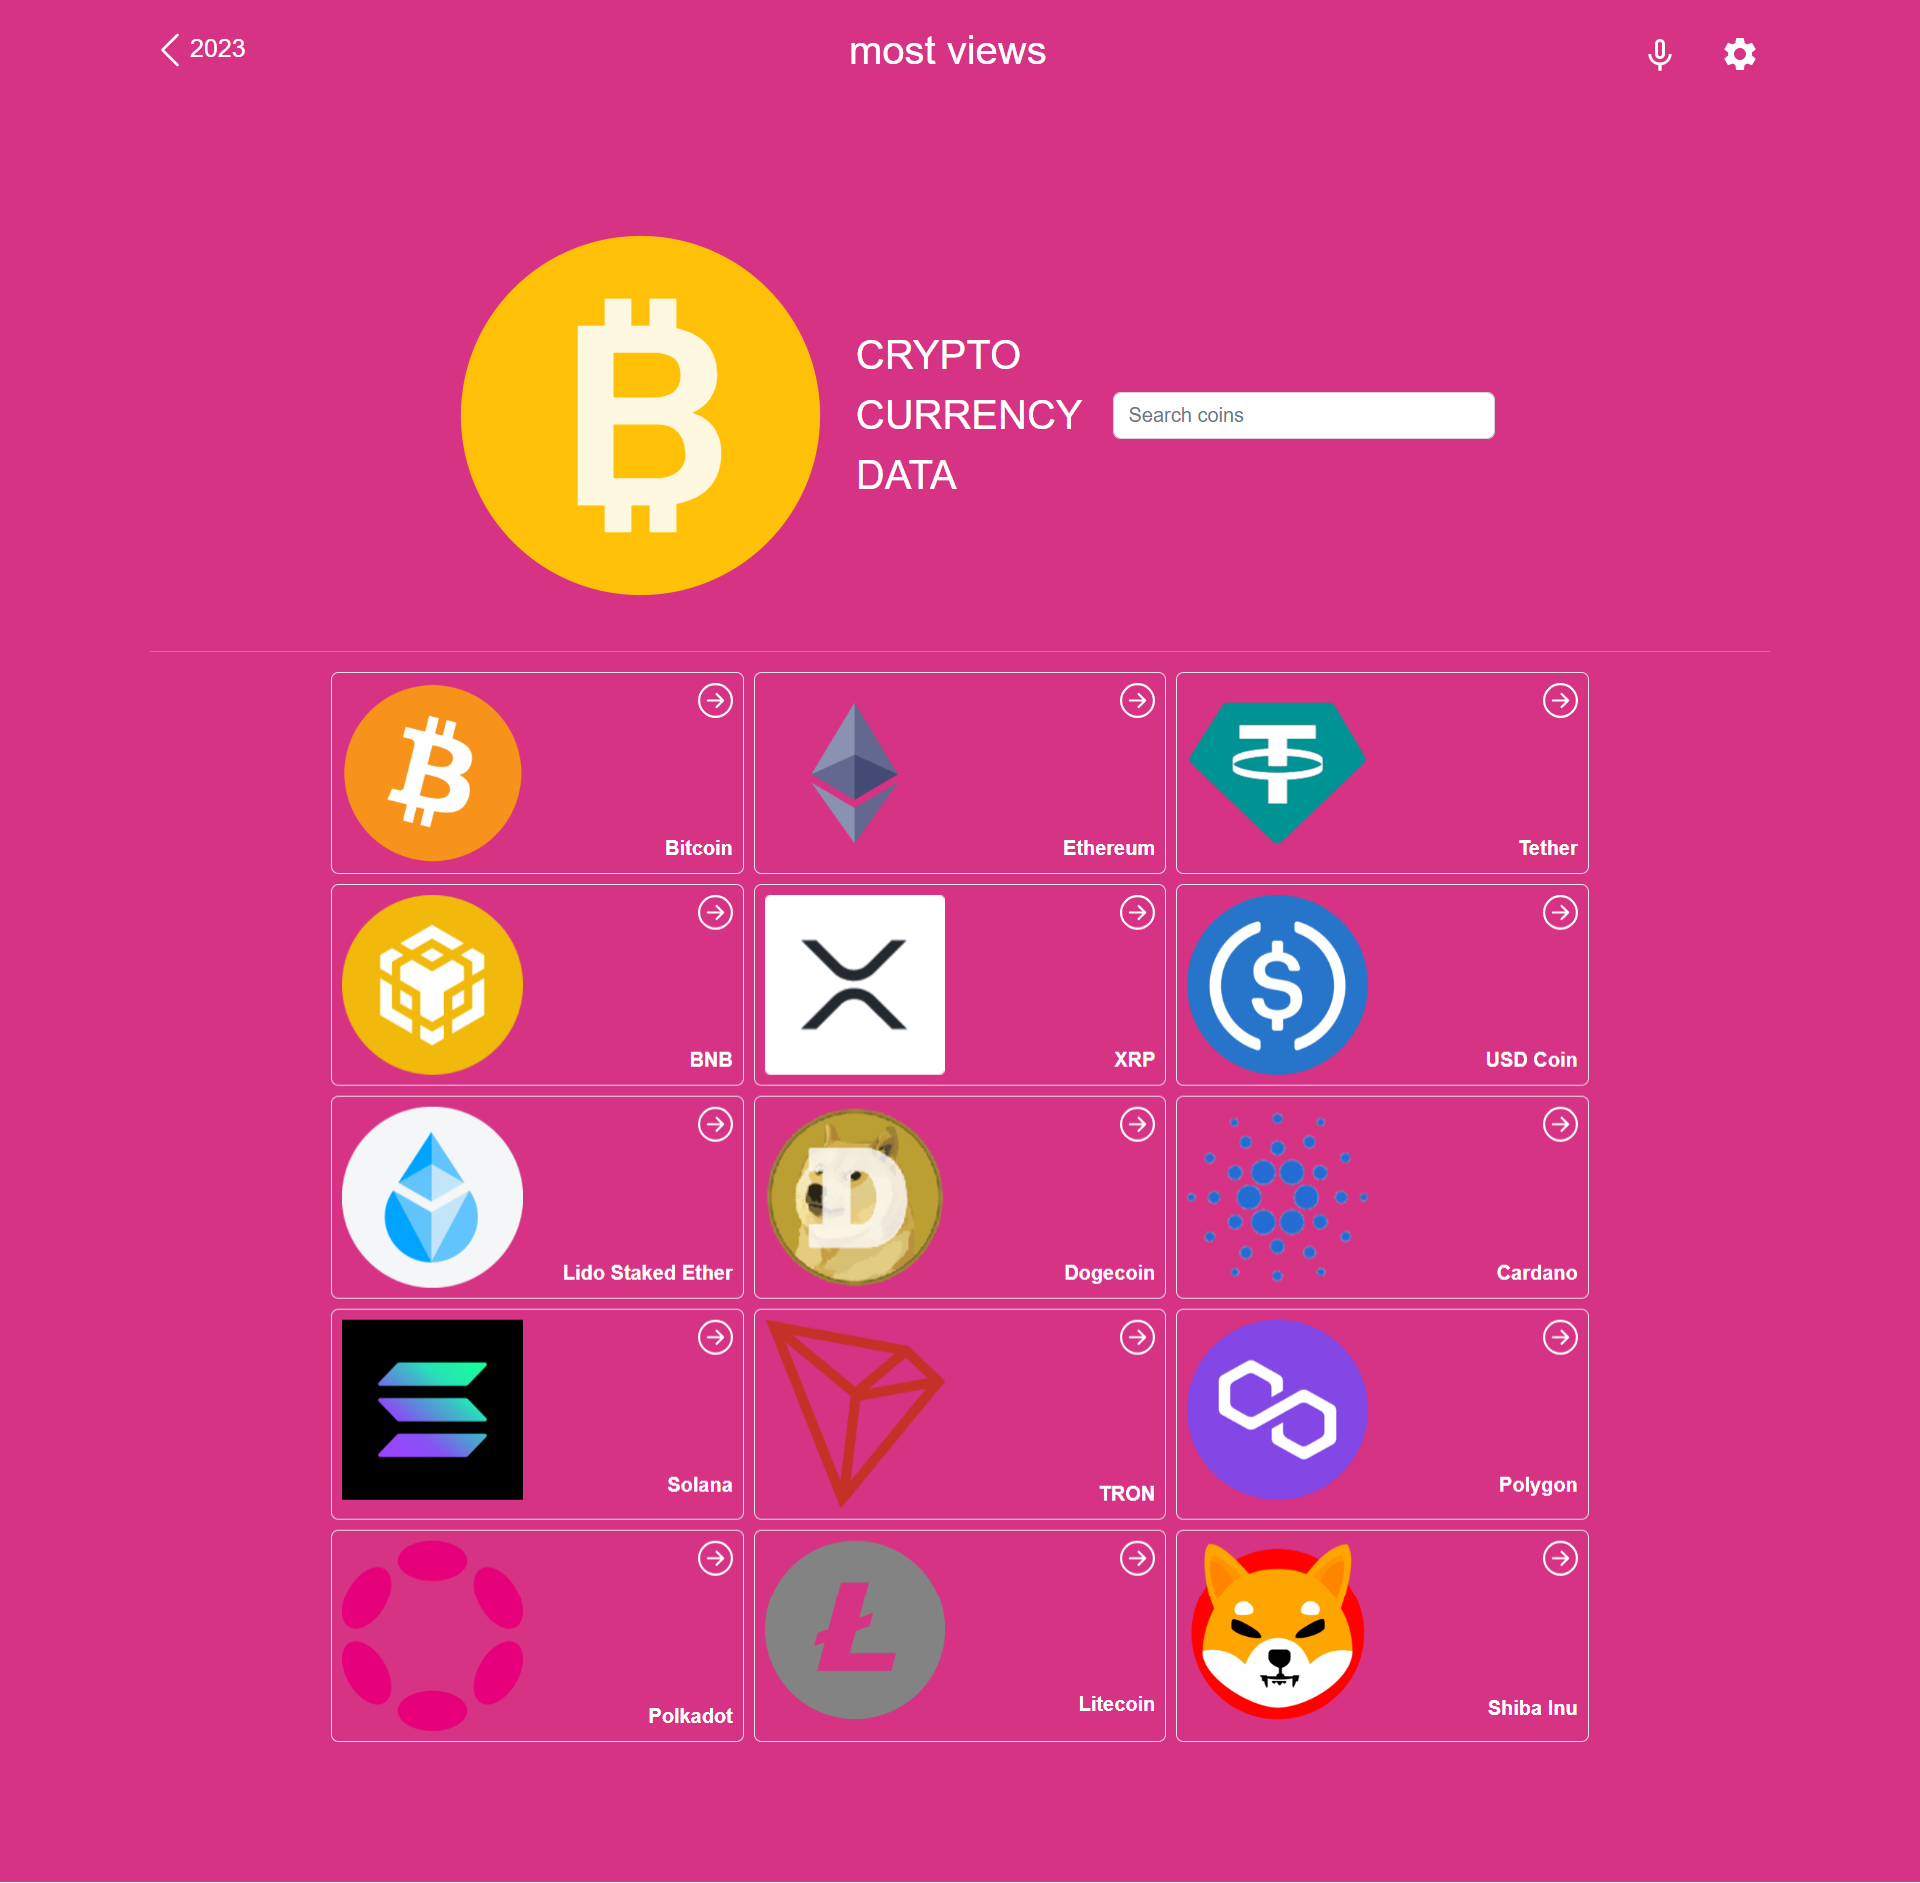 2023
most views
CRYPTO
CURRENCY
DATA
Search coins
Bitcoin
Ethereum
Tether
BNB
XRP
USD Coin
Lido Staked Ether
Dogecoin
Cardano
Solana
TRON
Polygon
Polkadot
Litecoin
Shiba Inu